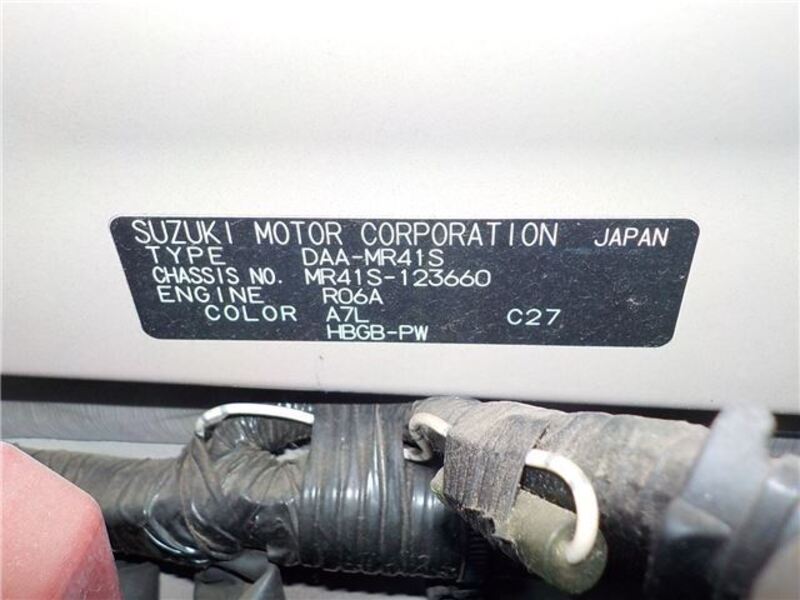 SUZUKI MOTOR CORPORATION JAPAN
TYPE DAA-MR41S
CHASSIS NO. MR41S-123660
ENGINE R06A
COLOR A7L C27
HBGB-PW